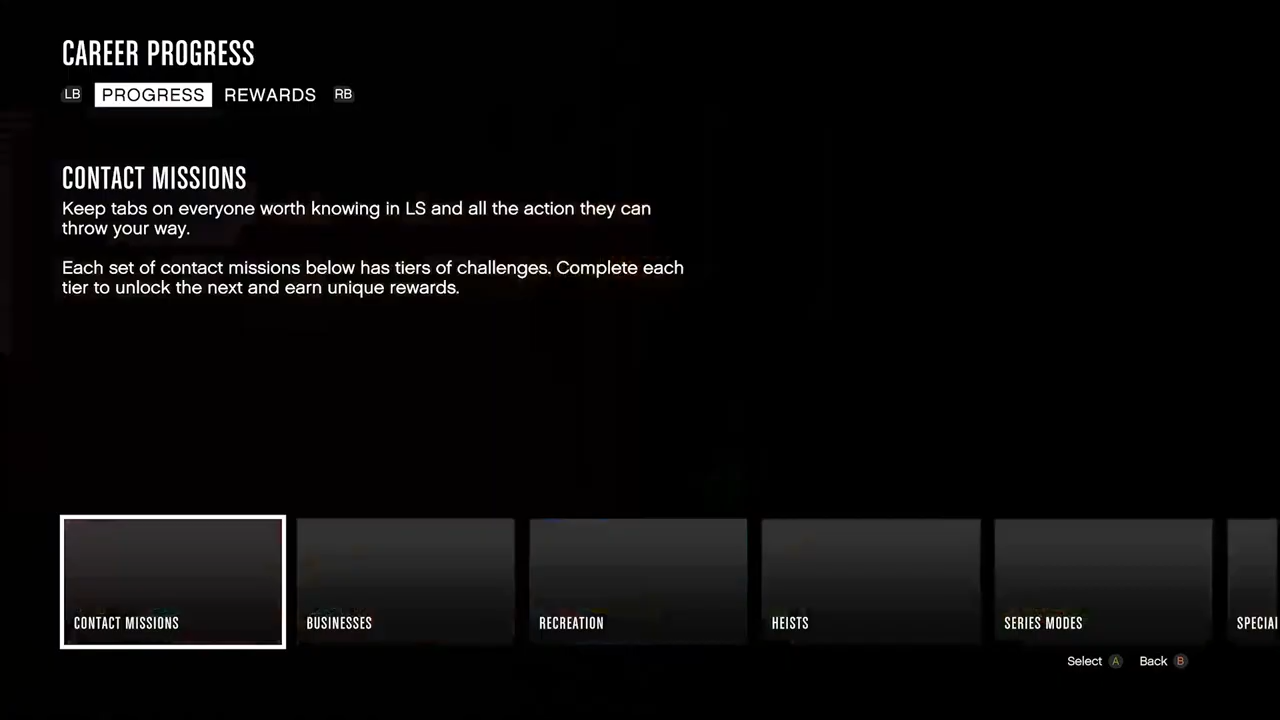 CAREER PROGRESS
LB PROGRESS REWARDS RB
CONTACT MISSIONS
Keep tabs on everyone worth knowing in LS and all the action they can
throw your way.
Each set of contact missions below has tiers of challenges. Complete each
tier to unlock the next and earn unique rewards.
CONTACT MISSIONS BUSINESSES RECREATION HEISTS SERIES MODES SPECIAL
Select A Back B